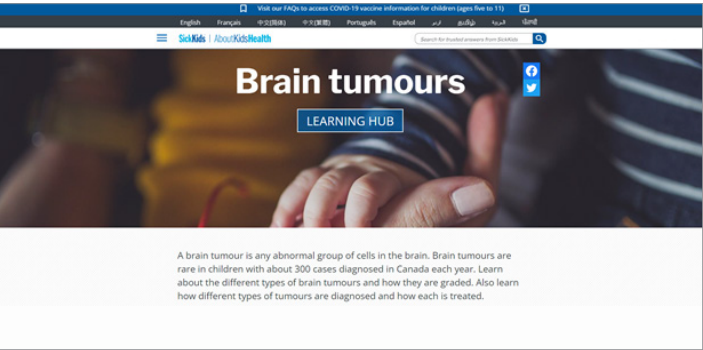 Visit our FAQs to access COVID-19 vaccine information for children (ages five to 11)
English Français 中文(简体) 中文(繁體) Português Español اردو தமிழ் العربية ਪੰਜਾਬੀ
SickKids | AboutKidsHealth
Search for trusted answers from SickKids
Brain tumours
LEARNING HUB
A brain tumour is any abnormal group of cells in the brain. Brain tumours are
rare in children with about 300 cases diagnosed in Canada each year. Learn
about the different types of brain tumours and how they are graded. Also learn
how different types of tumours are diagnosed and how each is treated.